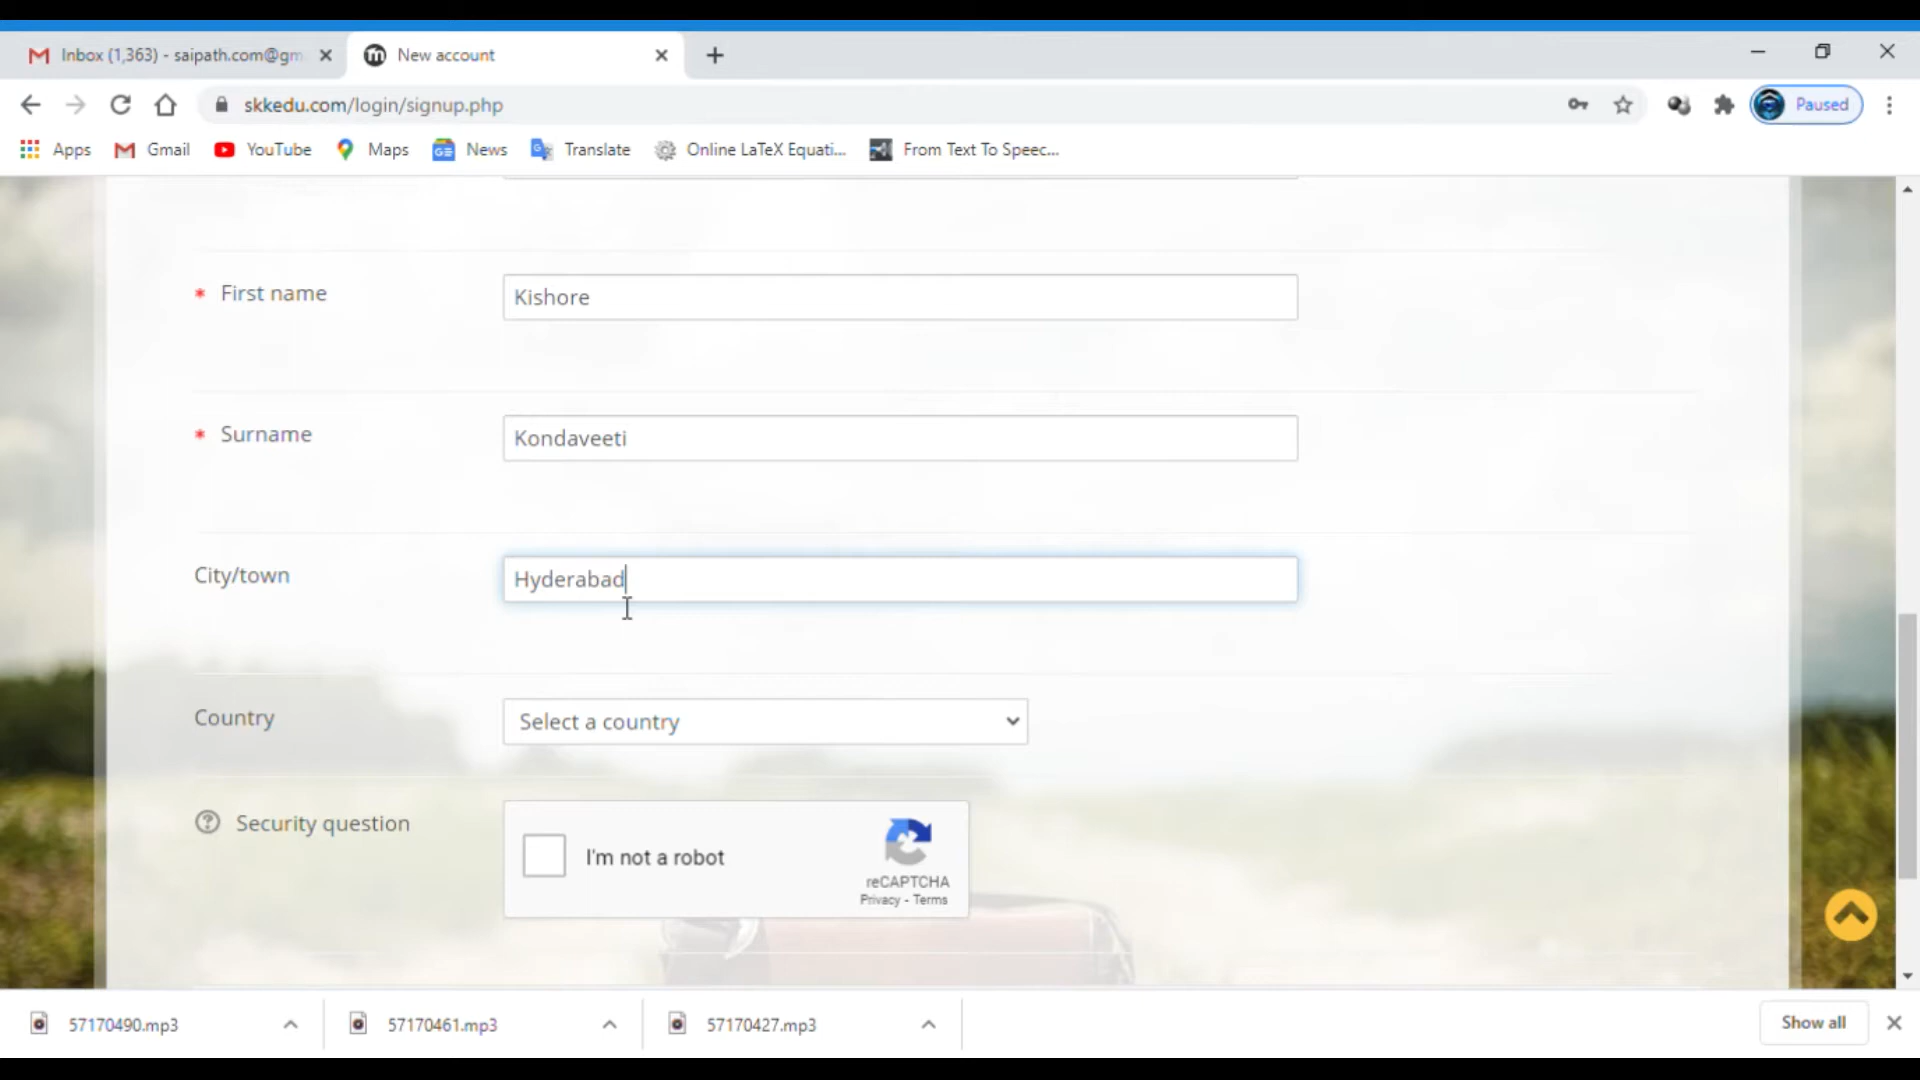 Inbox (1,363) - saipath.com@gm
New account
skkedu.com/login/signup.php
Paused
Apps
Gmail
YouTube
Maps
News
Translate
Online LaTeX Equati...
From Text To Speec...
* First name
Kishore
* Surname
Kondaveeti
City/town
Hyderabad
Country
Select a country
Security question
I'm not a robot
reCAPTCHA
Privacy - Terms
57170490.mp3
57170461.mp3
57170427.mp3
Show all